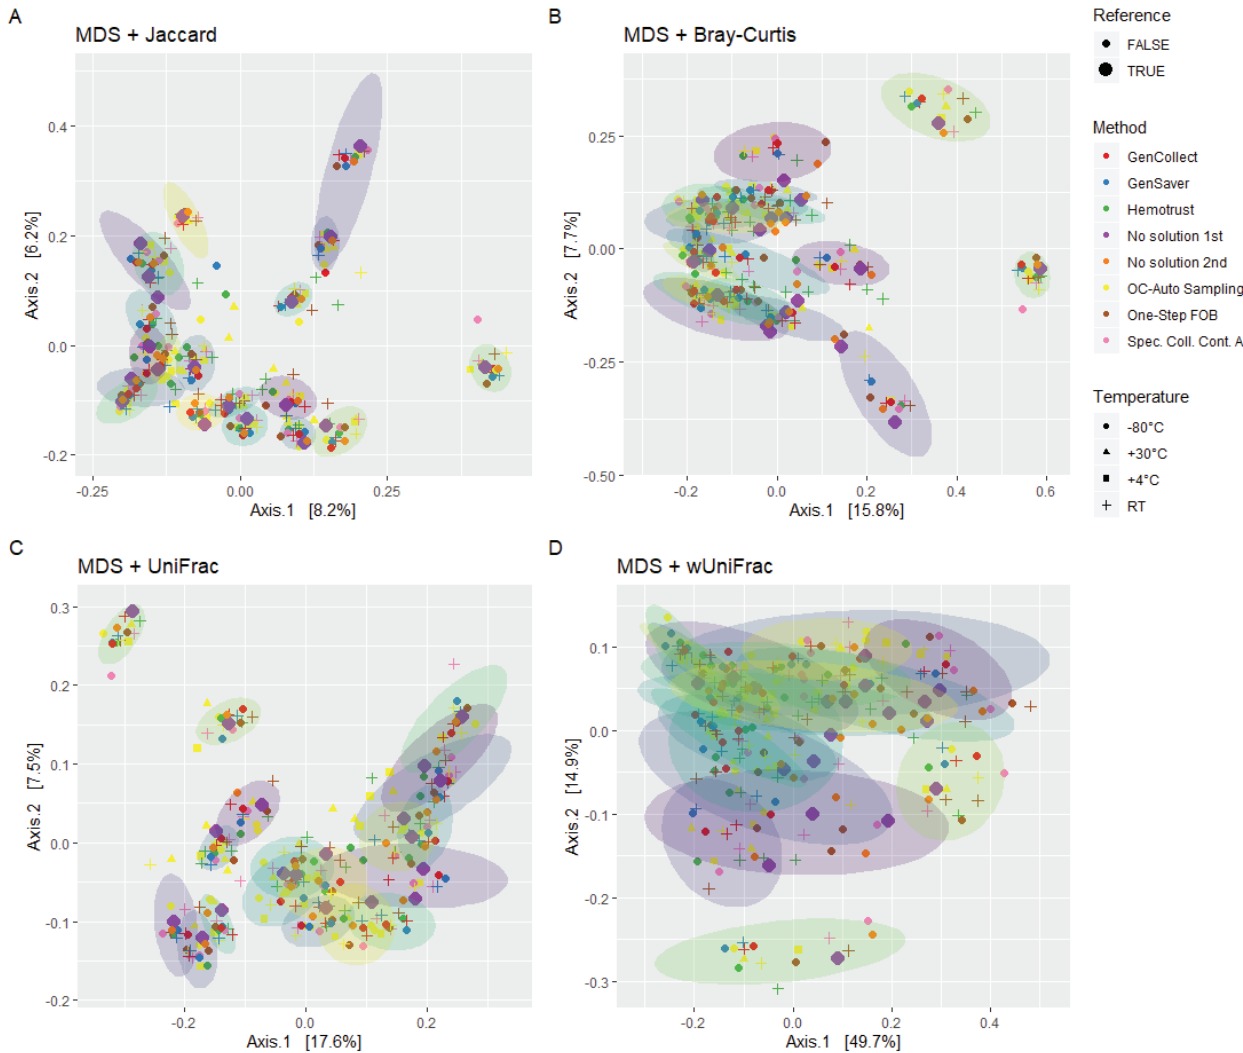 A
MDS + Jaccard
0.4
0.2
0.0
-0.2
Axis.2 [6.2%]
-0.25
0.00
0.25
Axis.1 [8.2%]
B
MDS + Bray-Curtis
0.25
0.00
-0.25
-0.50
Axis.2 [7.7%]
-0.2
0.0
0.2
0.4
0.6
Axis.1 [15.8%]
Reference
FALSE
TRUE
Method
GenCollect
GenSaver
Hemotrust
No solution 1st
No solution 2nd
OC-Auto Sampling
One-Step FOB
Spec. Coll. Cont. A
Temperature
-80°C
+30°C
+4°C
RT
C
MDS + UniFrac
0.3
0.2
0.1
0.0
-0.1
-0.2
Axis.2 [7.5%]
-0.2
0.0
0.2
Axis.1 [17.6%]
D
MDS + wUniFrac
0.1
0.0
-0.1
-0.2
-0.3
Axis.2 [14.9%]
-0.2
0.0
0.2
0.4
Axis.1 [49.7%]